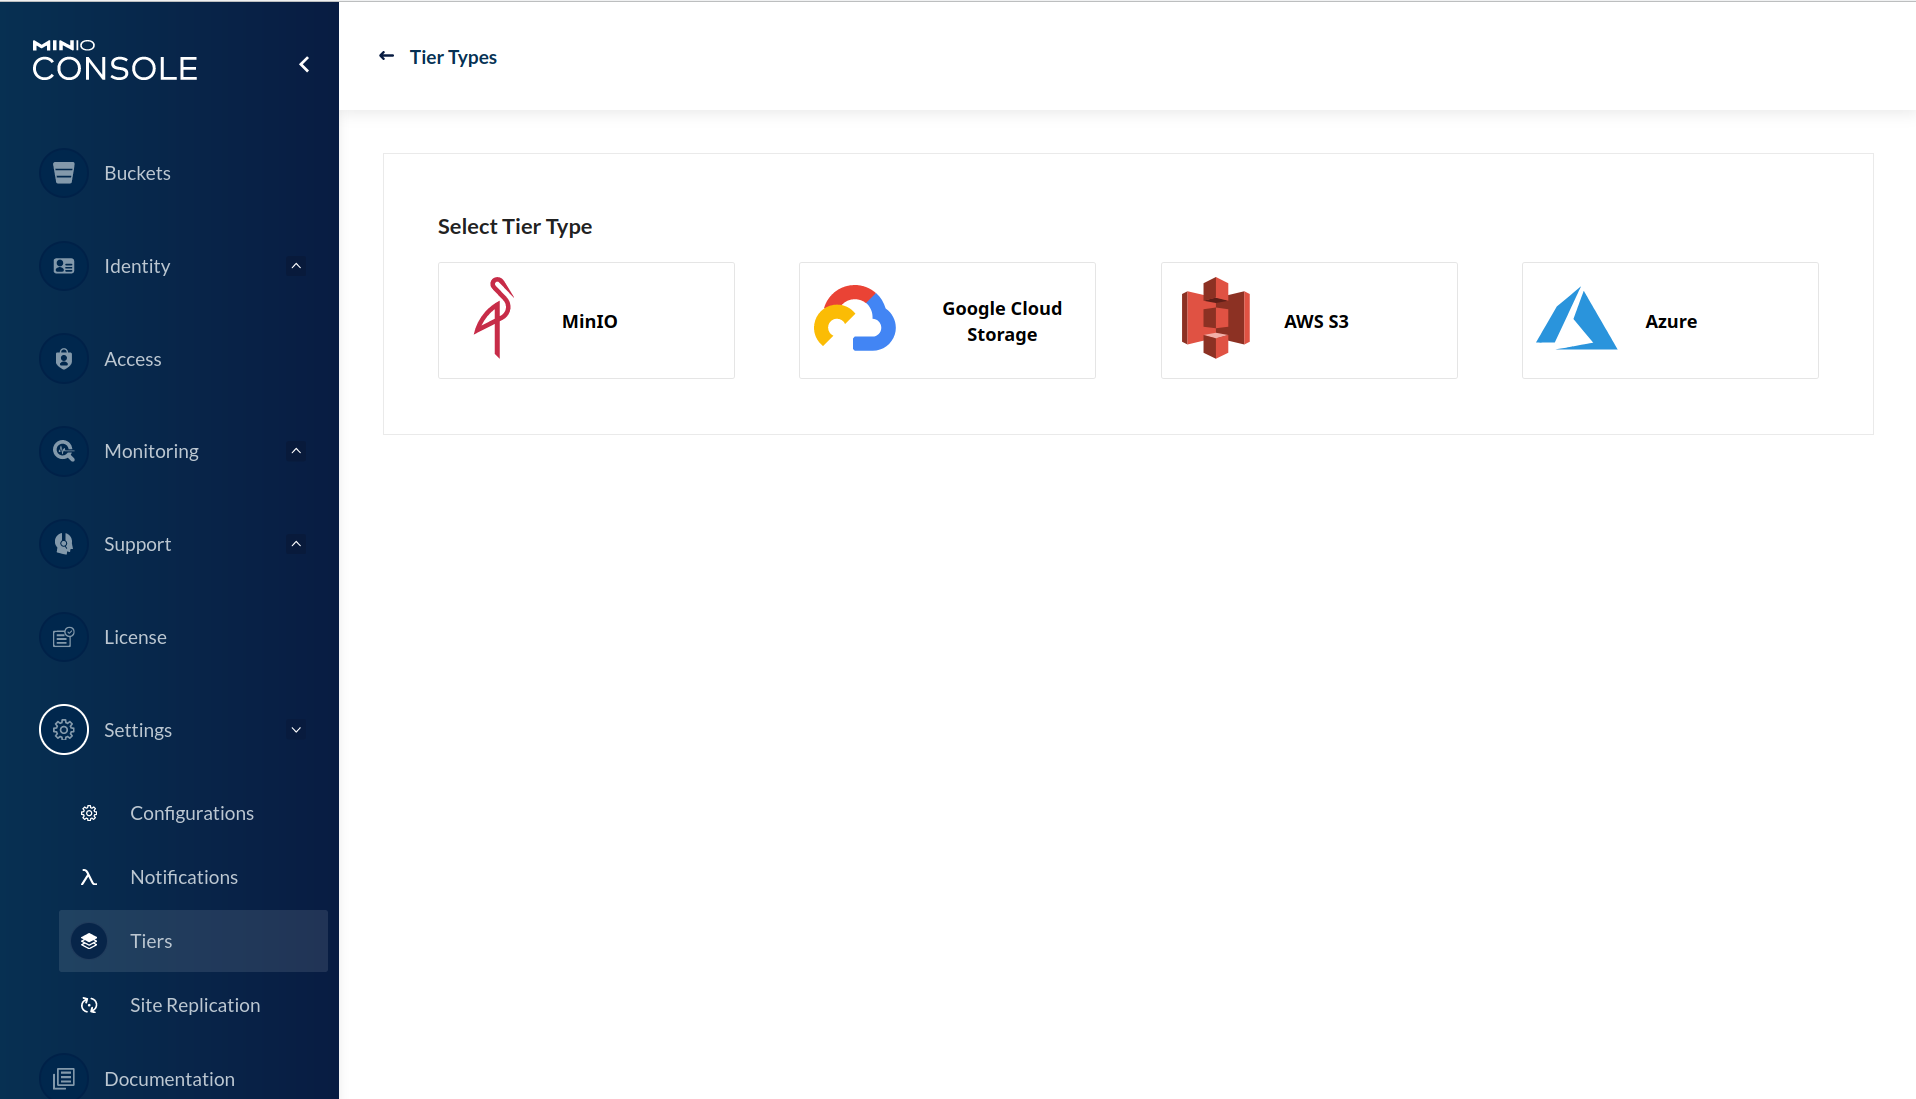 MINIO
CONSOLE
Tier Types
Buckets
Identity
Access
Monitoring
Support
License
Settings
Configurations
Notifications
Tiers
Site Replication
Documentation
Select Tier Type
MinIO
Google Cloud
Storage
AWS S3
Azure